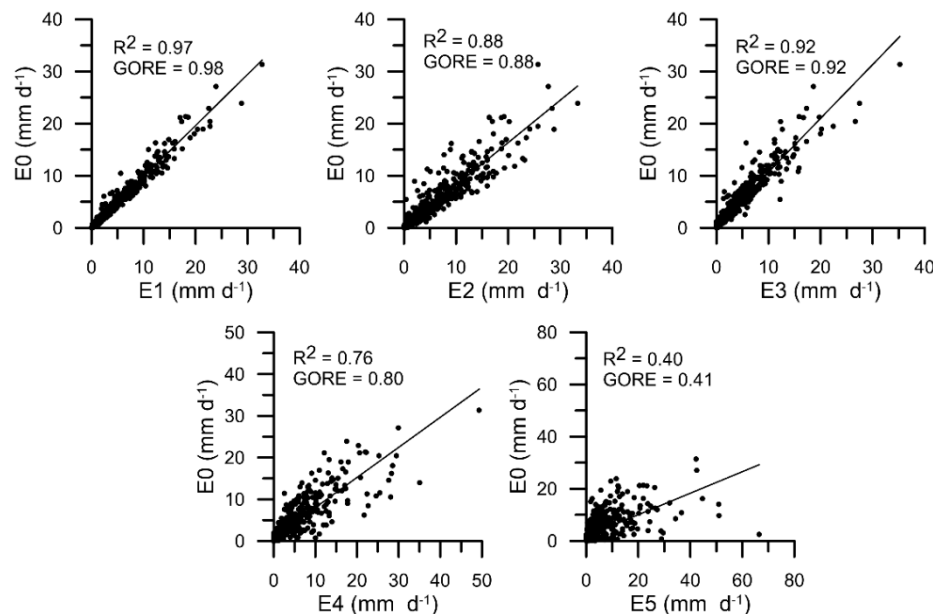 40
30
20
10
0
E0 (mm d⁻¹)
R² = 0.97
GORE = 0.98
0 10 20 30 40
E1 (mm d⁻¹)
40
30
20
10
0
E0 (mm d⁻¹)
R² = 0.88
GORE = 0.88
0 10 20 30 40
E2 (mm d⁻¹)
40
30
20
10
0
E0 (mm d⁻¹)
R² = 0.92
GORE = 0.92
0 10 20 30 40
E3 (mm d⁻¹)
50
40
30
20
10
0
E0 (mm d⁻¹)
R² = 0.76
GORE = 0.80
0 10 20 30 40 50
E4 (mm d⁻¹)
80
60
40
20
0
E0 (mm d⁻¹)
R² = 0.40
GORE = 0.41
0 20 40 60 80
E5 (mm d⁻¹)